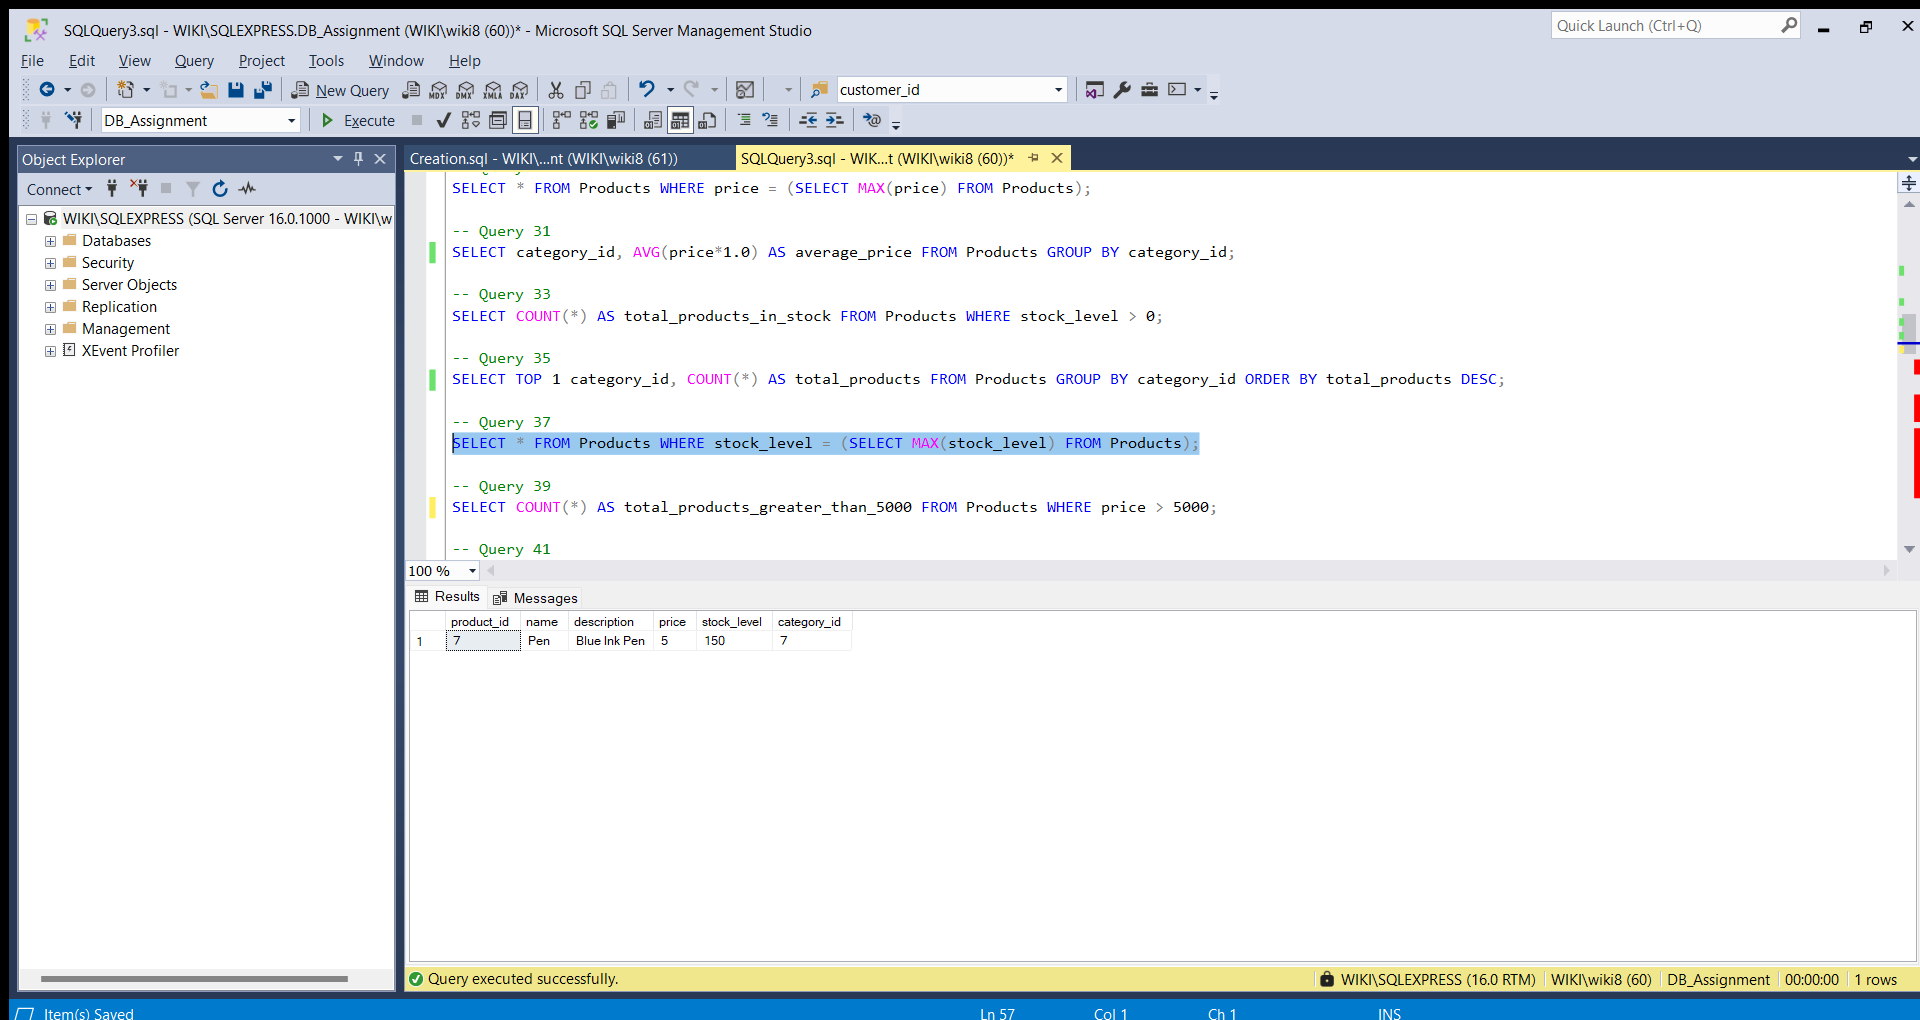 SQLQuery3.sql - WIKI\SQLEXPRESS.DB_Assignment (WIKI\wiki8 (60))* - Microsoft SQL Server Management Studio
Quick Launch (Ctrl+Q)
File Edit View Query Project Tools Window Help
New Query MDX DMX XMLA DAX customer_id
DB_Assignment Execute
Object Explorer
Creation.sql - WIKI\...nt (WIKI\wiki8 (61))
SQLQuery3.sql - WIK...t (WIKI\wiki8 (60))*
Connect
WIKI\SQLEXPRESS (SQL Server 16.0.1000 - WIKI\w
Databases
Security
Server Objects
Replication
Management
XEvent Profiler
SELECT * FROM Products WHERE price = (SELECT MAX(price) FROM Products);
-- Query 31
SELECT category_id, AVG(price*1.0) AS average_price FROM Products GROUP BY category_id;
-- Query 33
SELECT COUNT(*) AS total_products_in_stock FROM Products WHERE stock_level > 0;
-- Query 35
SELECT TOP 1 category_id, COUNT(*) AS total_products FROM Products GROUP BY category_id ORDER BY total_products DESC;
-- Query 37
SELECT * FROM Products WHERE stock_level = (SELECT MAX(stock_level) FROM Products);
-- Query 39
SELECT COUNT(*) AS total_products_greater_than_5000 FROM Products WHERE price > 5000;
-- Query 41
100 %
Results Messages
product_id name description price stock_level category_id
1 7 Pen Blue Ink Pen 5 150 7
Query executed successfully.
WIKI\SQLEXPRESS (16.0 RTM) WIKI\wiki8 (60) DB_Assignment 00:00:00 1 rows
Item(s) Saved Ln 57 Col 1 Ch 1 INS